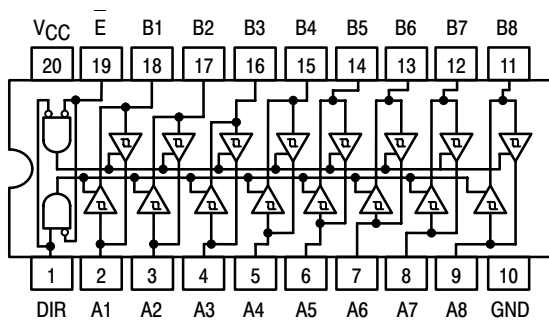 VCC E B1 B2 B3 B4 B5 B6 B7 B8
20 19 18 17 16 15 14 13 12 11
1 2 3 4 5 6 7 8 9 10
DIR A1 A2 A3 A4 A5 A6 A7 A8 GND